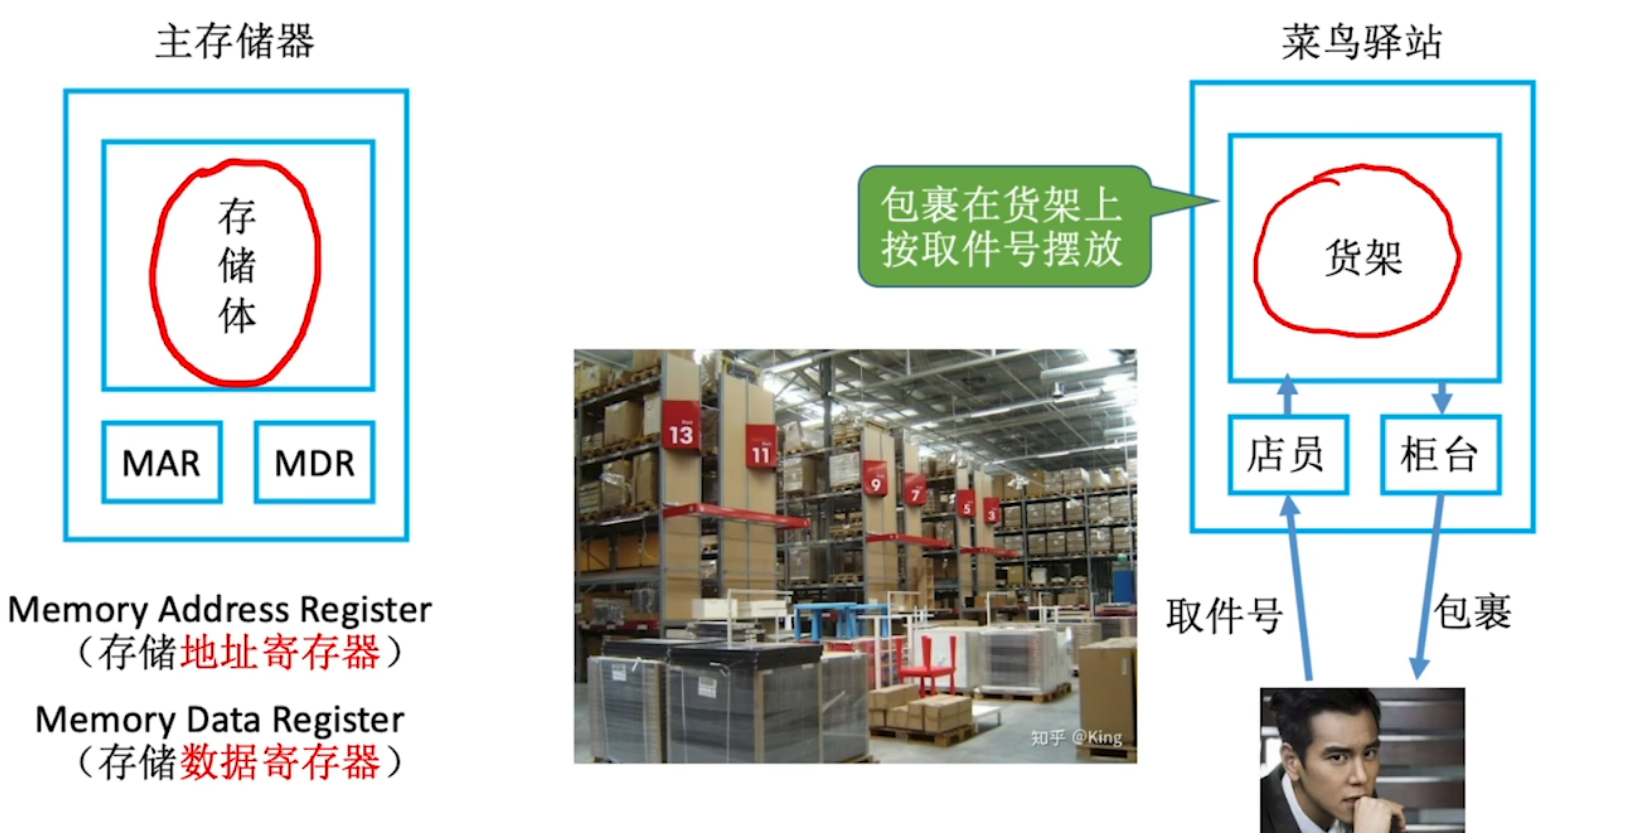 主存储器
存
储
体
MAR
MDR
Memory Address Register
（存储地址寄存器）
Memory Data Register
（存储数据寄存器）
包裹在货架上
按取件号摆放
13
11
9
7
5
3
知乎 @King
菜鸟驿站
货架
店员
柜台
取件号
包裹